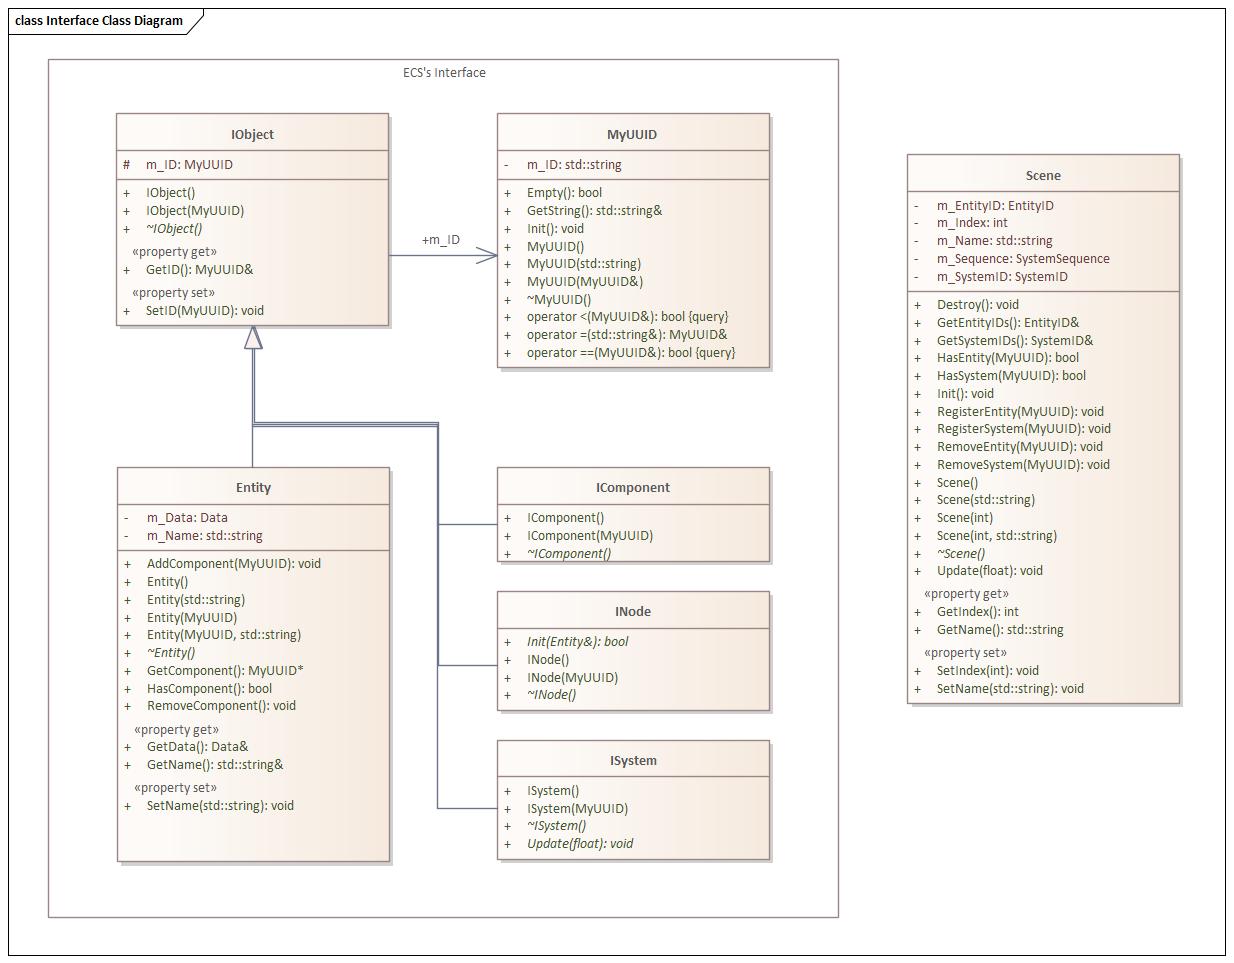 class Interface Class Diagram
ECS's Interface
IObject
# m_ID: MyUUID
+ IObject()
+ IObject(MyUUID)
+ ~IObject()
«property get»
+ GetID(): MyUUID&
«property set»
+ SetID(MyUUID): void
+m_ID
MyUUID
- m_ID: std::string
+ Empty(): bool
+ GetString(): std::string&
+ Init(): void
+ MyUUID()
+ MyUUID(std::string)
+ MyUUID(MyUUID&)
+ ~MyUUID()
+ operator <(MyUUID&): bool {query}
+ operator =(std::string&): MyUUID&
+ operator ==(MyUUID&): bool {query}
Entity
- m_Data: Data
- m_Name: std::string
+ AddComponent(MyUUID): void
+ Entity()
+ Entity(std::string)
+ Entity(MyUUID)
+ Entity(MyUUID, std::string)
+ ~Entity()
+ GetComponent(): MyUUID*
+ HasComponent(): bool
+ RemoveComponent(): void
«property get»
+ GetData(): Data&
+ GetName(): std::string&
«property set»
+ SetName(std::string): void
IComponent
+ IComponent()
+ IComponent(MyUUID)
+ ~IComponent()
INode
+ Init(Entity&): bool
+ INode()
+ INode(MyUUID)
+ ~INode()
ISystem
+ ISystem()
+ ISystem(MyUUID)
+ ~ISystem()
+ Update(float): void
Scene
- m_EntityID: EntityID
- m_Index: int
- m_Name: std::string
- m_Sequence: SystemSequence
- m_SystemID: SystemID
+ Destroy(): void
+ GetEntityIDs(): EntityID&
+ GetSystemIDs(): SystemID&
+ HasEntity(MyUUID): bool
+ HasSystem(MyUUID): bool
+ Init(): void
+ RegisterEntity(MyUUID): void
+ RegisterSystem(MyUUID): void
+ RemoveEntity(MyUUID): void
+ RemoveSystem(MyUUID): void
+ Scene()
+ Scene(std::string)
+ Scene(int)
+ Scene(int, std::string)
+ ~Scene()
+ Update(float): void
«property get»
+ GetIndex(): int
+ GetName(): std::string
«property set»
+ SetIndex(int): void
+ SetName(std::string): void